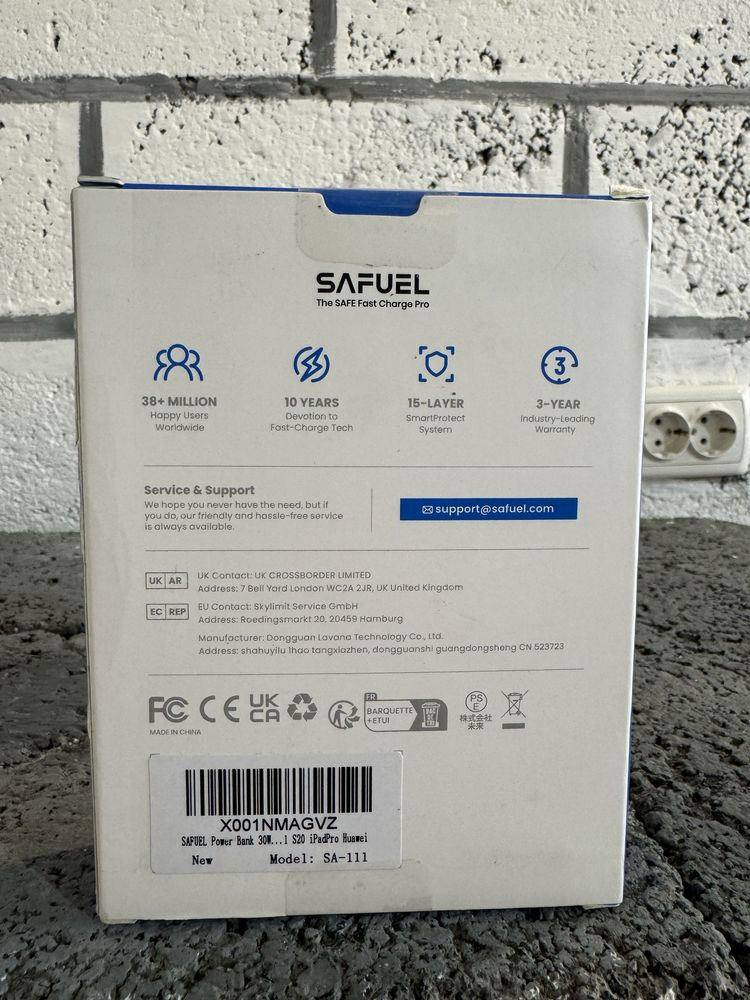 SAFUEL
The SAFE Fast Charge Pro
38+ MILLION
Happy Users
Worldwide
10 YEARS
Devotion to
Fast-Charge Tech
15-LAYER
SmartProtect
System
3
3-YEAR
Industry-Leading
Warranty
Service & Support
We hope you never have the need, but if
you do, our friendly and hassle-free service
is always available.
support@safuel.com
UK AR
UK Contact: UK CROSSBORDER LIMITED
Address: 7 Bell Yard London WC2A 2JR, UK United Kingdom
EC REP
EU Contact: Skylimit Service GmbH
Address: Roedingsmarkt 20, 20459 Hamburg
Manufacturer: Dongguan Lavana Technology Co., Ltd.
Address: shahuyilu 1hao tangxiazhen, dongguanshi guangdongsheng CN 523723
FC CE UK
CA
FR
BARQUETTE
+ETUI
BAC
DE
TRI
PS
E
株式会社
未来
MADE IN CHINA
X001NMAGVZ
SAFUEL Power Bank 30W...1 S20 iPadPro Huawei
New
Model: SA-111